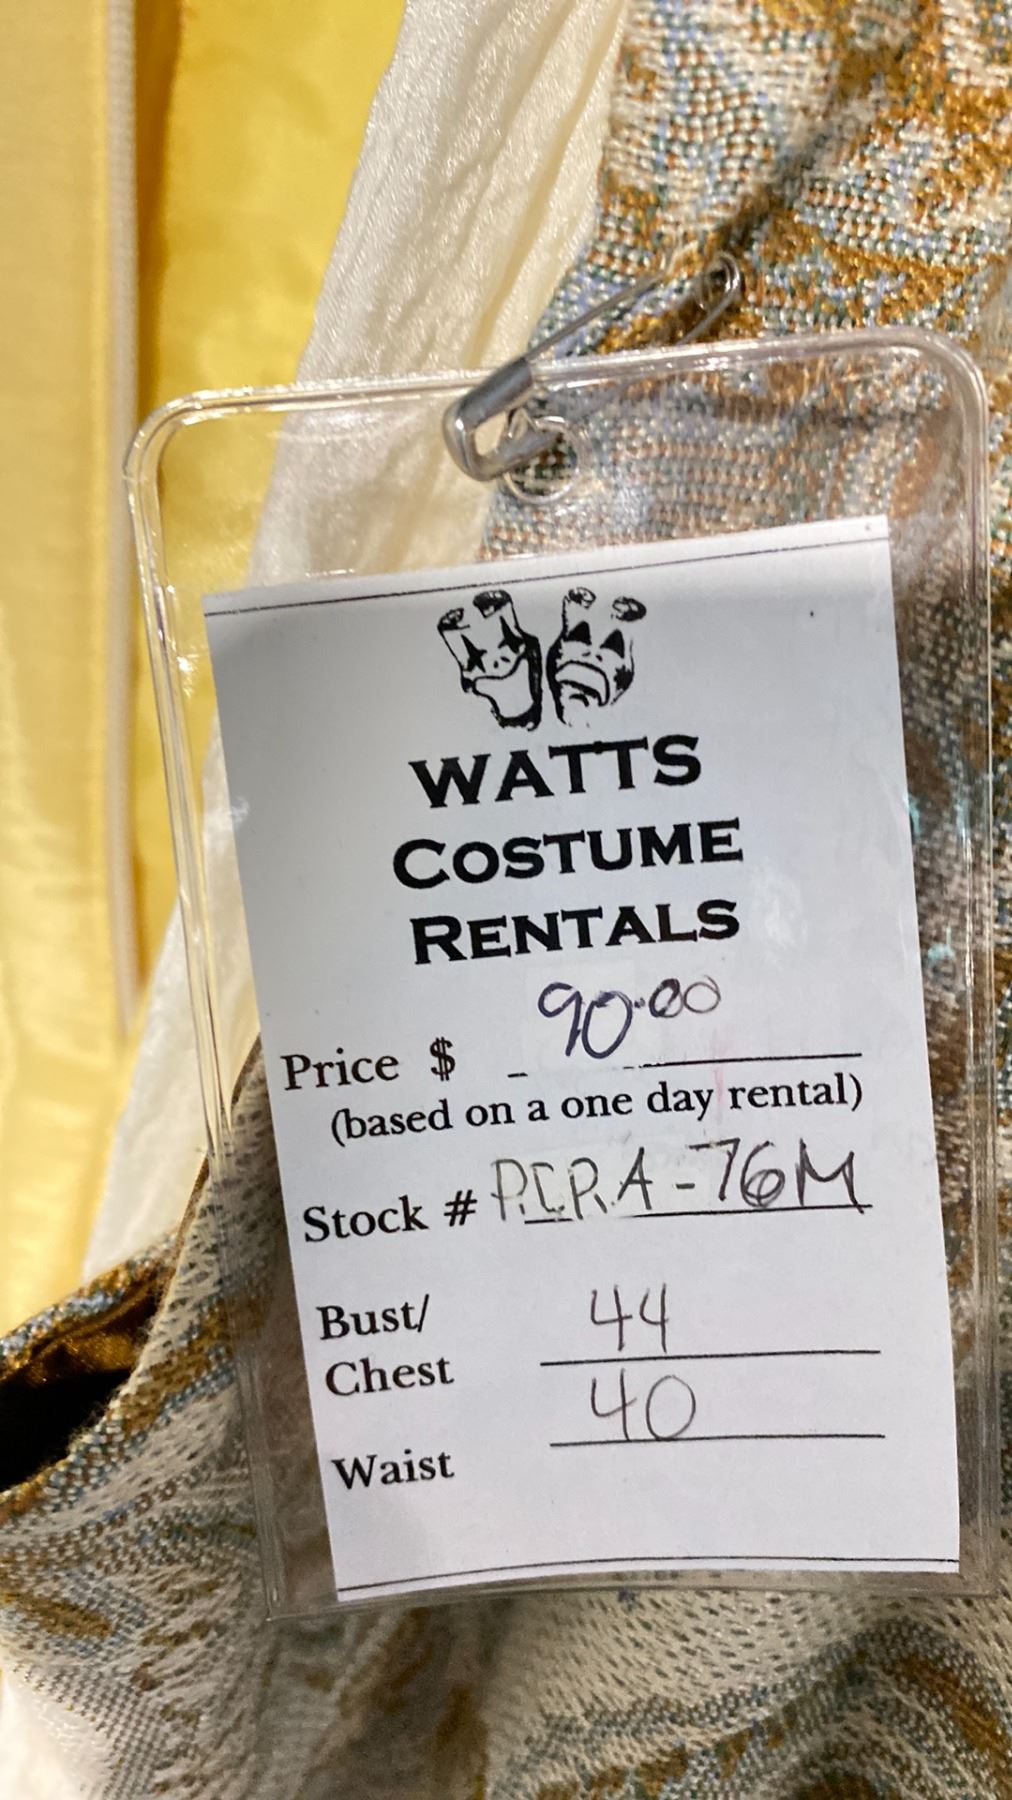 WATTS
COSTUME
RENTALS
Price $ 90.00
(based on a one day rental)
Stock # P.C.R.A-76M
Bust/
Chest 44
Waist 40